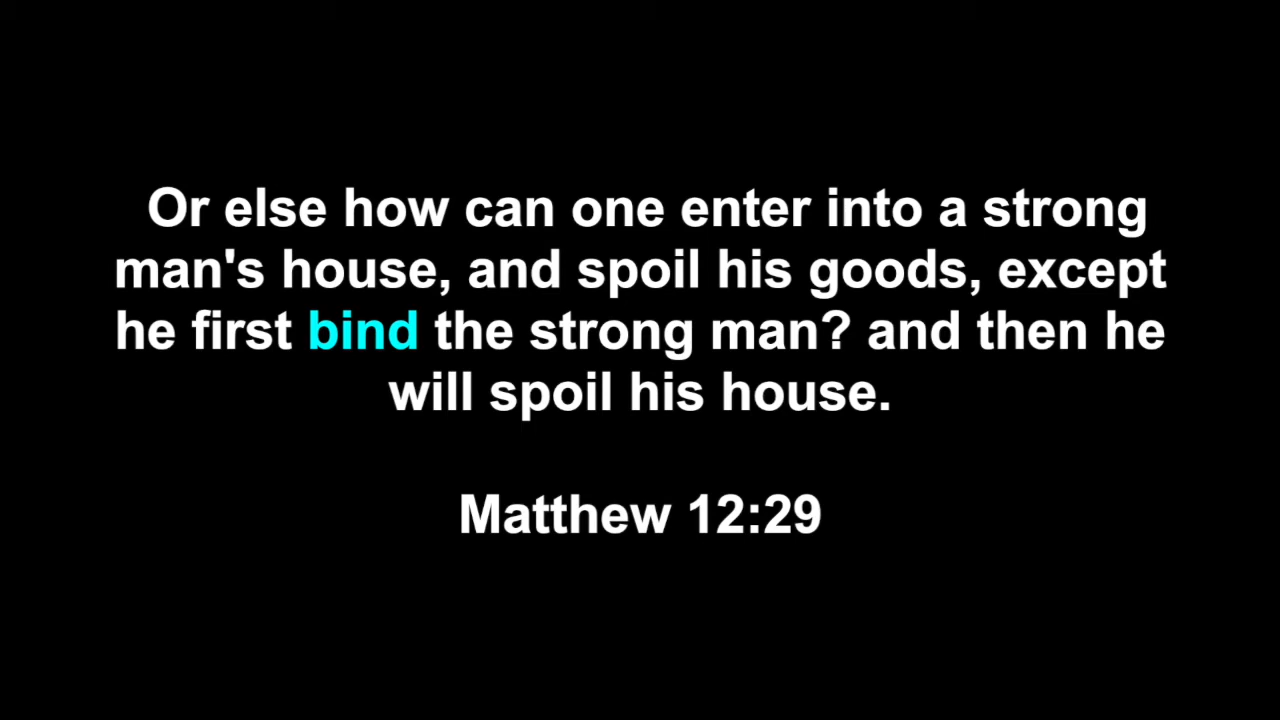 Or else how can one enter into a strong
man's house, and spoil his goods, except
he first bind the strong man? and then he
will spoil his house.
Matthew 12:29